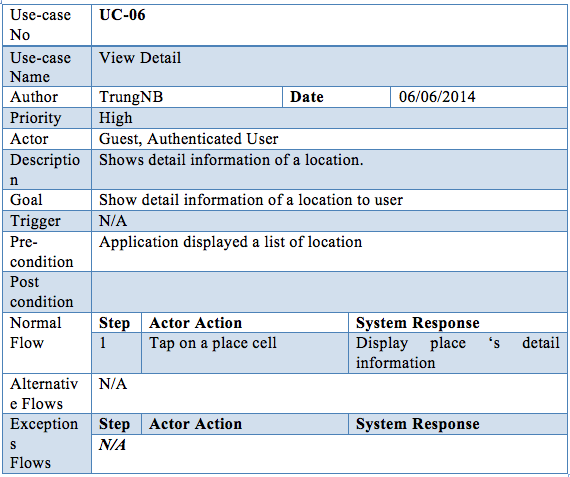 Use-case UC-06
No
Use-case View Detail
Name
Author TrungNB Date 06/06/2014
Priority High
Actor Guest, Authenticated User
Descriptio Shows detail information of a location.
n
Goal Show detail information of a location to user
Trigger N/A
Pre- Application displayed a list of location
condition
Post
condition
Normal Step Actor Action System Response
Flow 1 Tap on a place cell Display place ‘s detail
information
Alternativ N/A
e Flows
Exception Step Actor Action System Response
s N/A
Flows